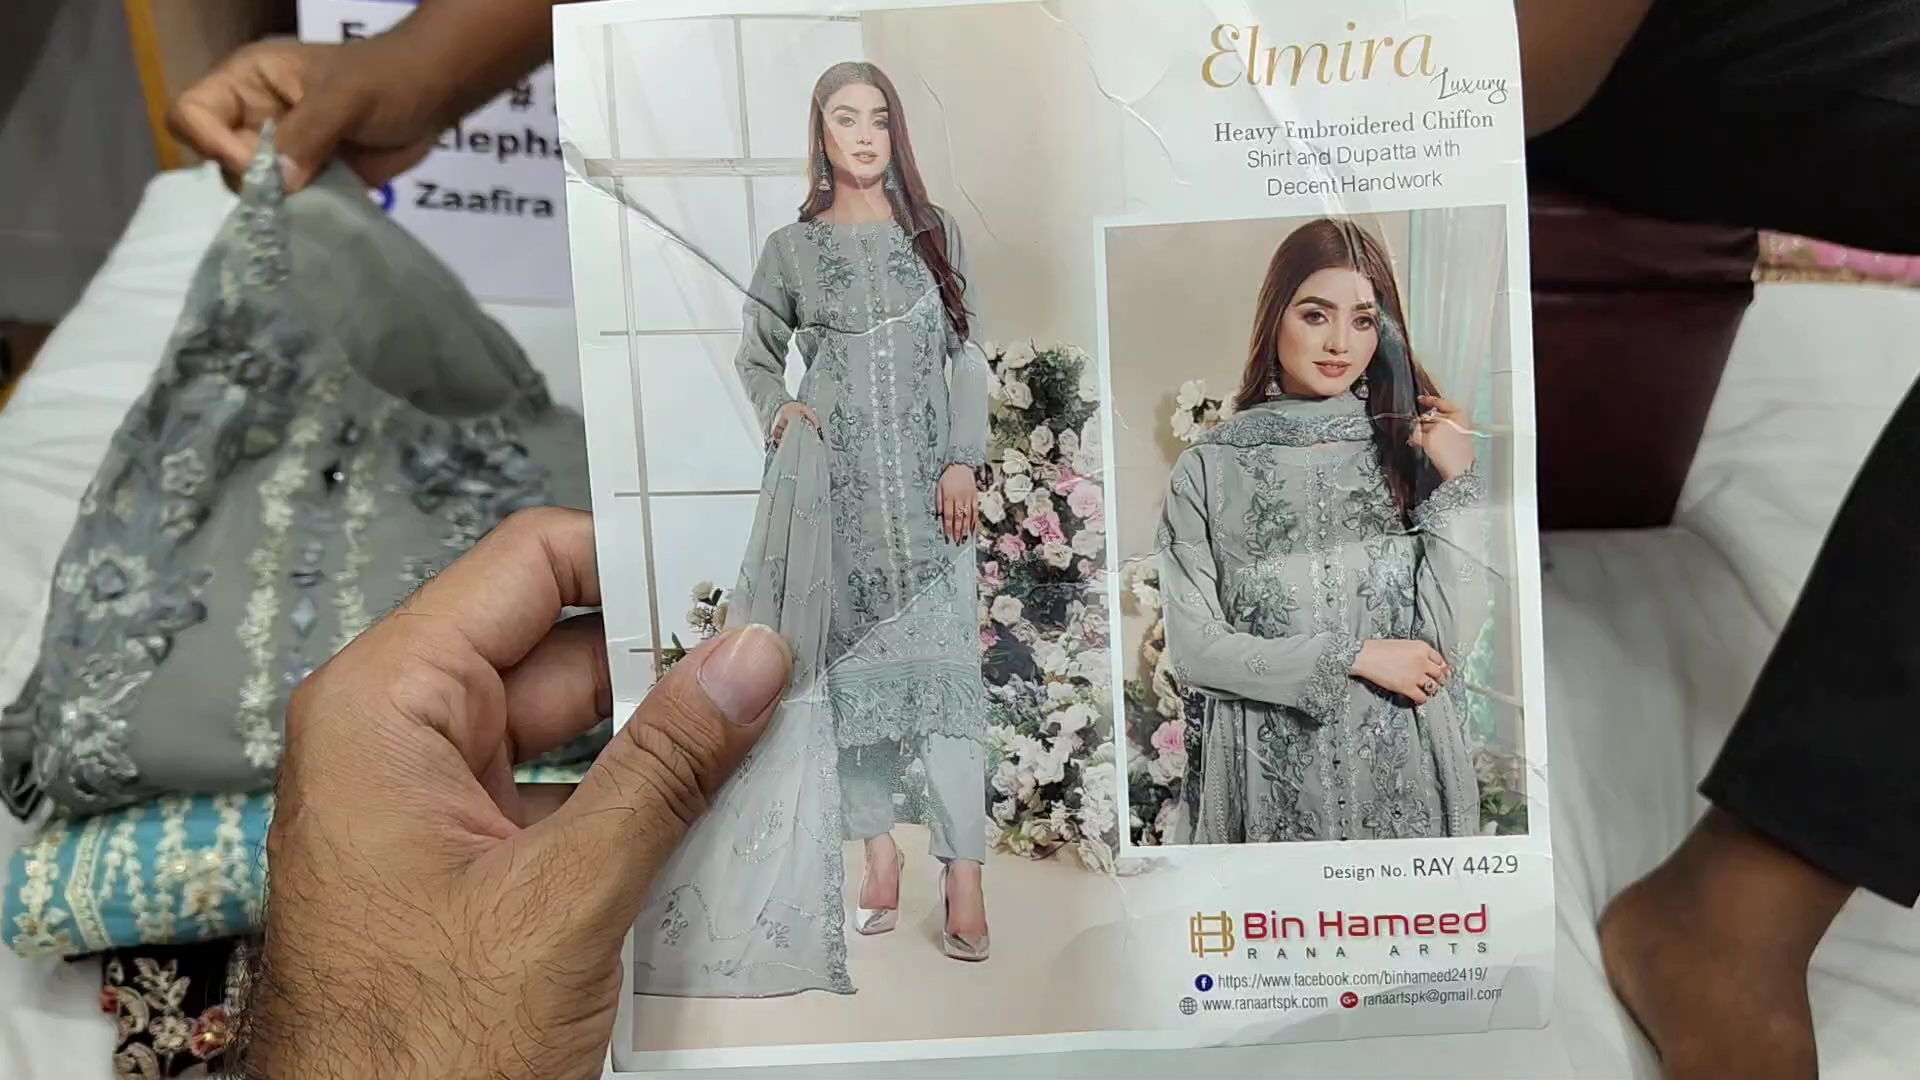 #
Zaafira
Elmira
Luxury
Heavy Embroidered Chiffon
Shirt and Dupatta with
Decent Handwork
Design No. RAY 4429
Bin Hameed
RANA ARTS
https://www.facebook.com/binhameed2419/
www.ranaartspk.com ranaartspk@gmail.com